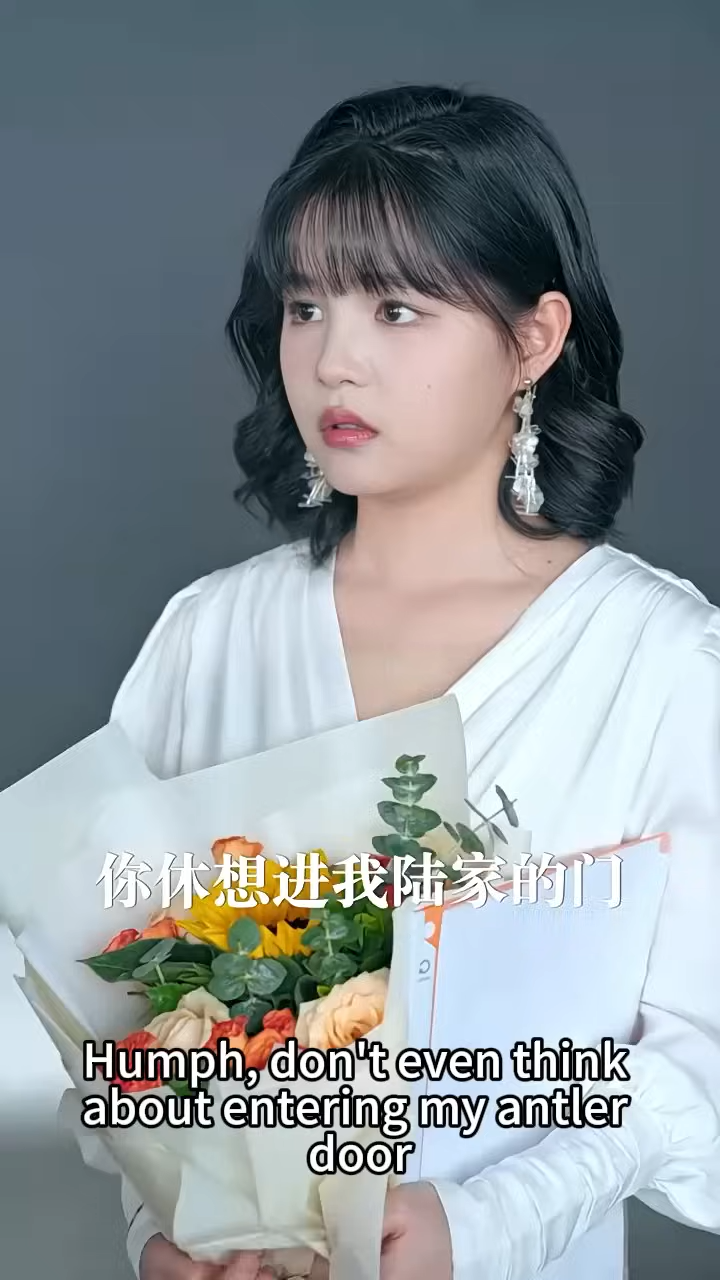 你休想进我陆家的门
Humph, don't even think
about entering my antler
door